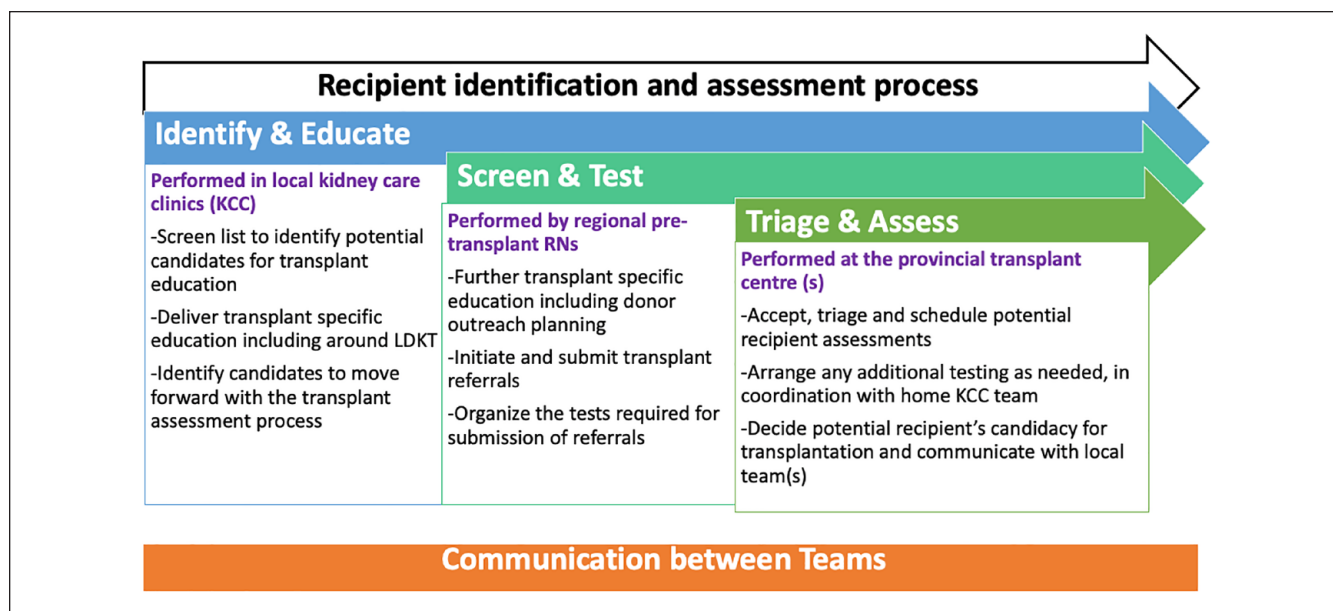 Recipient identification and assessment process
Identify & Educate
Performed in local kidney care
clinics (KCC)
-Screen list to identify potential
candidates for transplant
education
-Deliver transplant specific
education including around LDKT
-Identify candidates to move
forward with the transplant
assessment process
Screen & Test
Performed by regional pre-
transplant RNs
-Further transplant specific
education including donor
outreach planning
-Initiate and submit transplant
referrals
-Organize the tests required for
submission of referrals
Triage & Assess
Performed at the provincial transplant
centre (s)
-Accept, triage and schedule potential
recipient assessments
-Arrange any additional testing as needed, in
coordination with home KCC team
-Decide potential recipient’s candidacy for
transplantation and communicate with local
team(s)
Communication between Teams